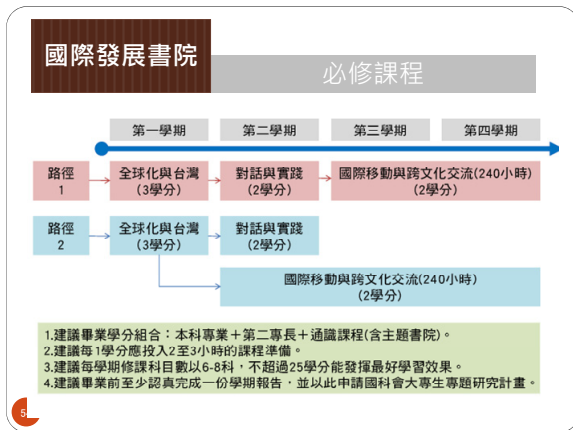 國際發展書院
必修課程
第一學期
第二學期
第三學期
第四學期
路徑
1
全球化與台灣
(3學分)
對話與實踐
(2學分)
國際移動與跨文化交流(240小時)
(2學分)
路徑
2
全球化與台灣
(3學分)
對話與實踐
(2學分)
國際移動與跨文化交流(240小時)
(2學分)
1.建議畢業學分組合：本科專業＋第二專長＋通識課程(含主題書院)。
2.建議每1學分應投入2至3小時的課程準備。
3.建議每學期修課科目數以6-8科，不超過25學分能發揮最好學習效果。
4.建議畢業前至少認真完成一份學期報告，並以此申請國科會大專生專題研究計畫。
5